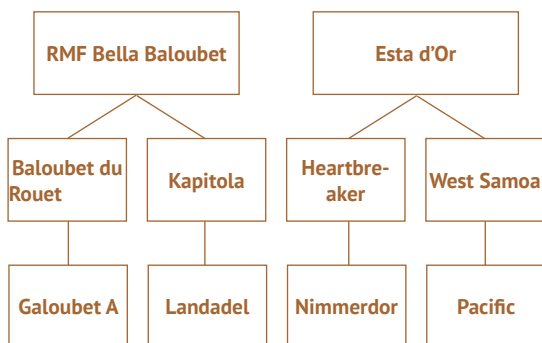 RMF Bella Baloubet
Esta d’Or
Baloubet du
Rouet
Kapitola
Heartbre-
aker
West Samoa
Galoubet A
Landadel
Nimmerdor
Pacific